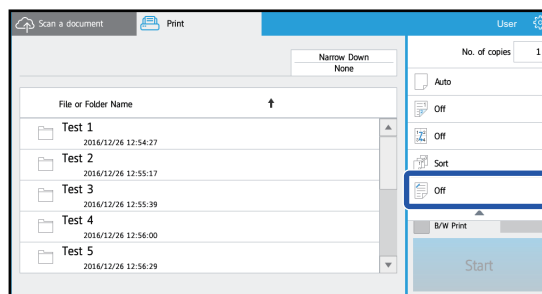 Scan a document
Print
User
Narrow Down
None
No. of copies 1
File or Folder Name
Auto
Off
Off
Sort
Off
Test 1
2016/12/26 12:54:27
Test 2
2016/12/26 12:55:17
Test 3
2016/12/26 12:55:39
Test 4
2016/12/26 12:56:00
Test 5
2016/12/26 12:56:29
B/W Print
Start